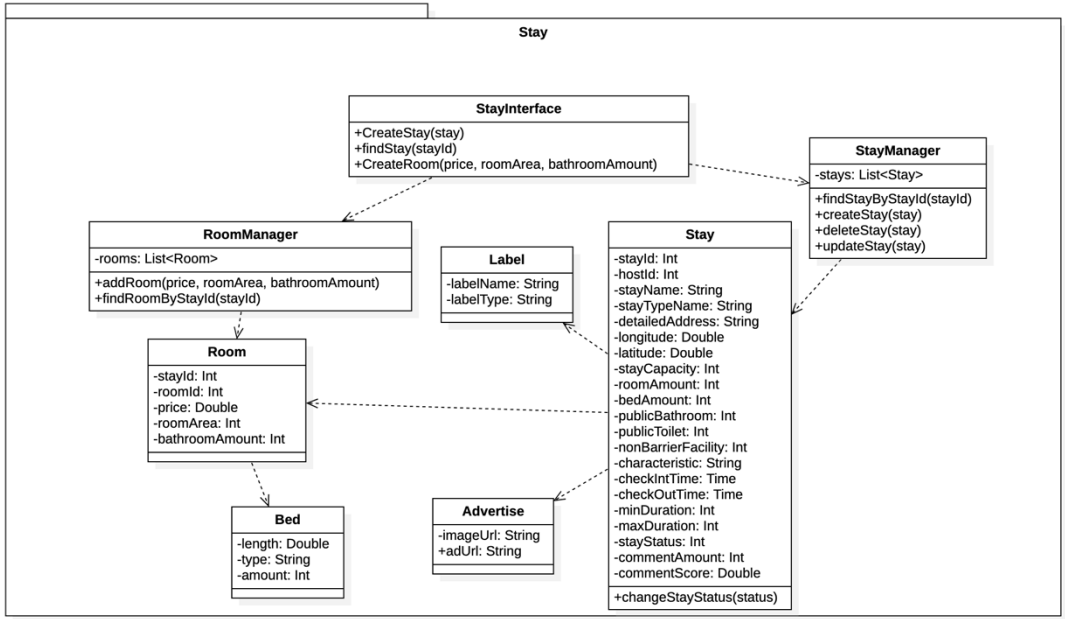 Stay
StayInterface
+CreateStay(stay)
+findStay(stayId)
+CreateRoom(price, roomArea, bathroomAmount)
StayManager
-stays: List<Stay>
+findStayByStayId(stayId)
+createStay(stay)
+deleteStay(stay)
+updateStay(stay)
RoomManager
-rooms: List<Room>
+addRoom(price, roomArea, bathroomAmount)
+findRoomByStayId(stayId)
Label
-labelName: String
-labelType: String
Stay
-stayId: Int
-hostId: Int
-stayName: String
-stayTypeName: String
-detailedAddress: String
-longitude: Double
-latitude: Double
-stayCapacity: Int
-roomAmount: Int
-bedAmount: Int
-publicBathroom: Int
-publicToilet: Int
-nonBarrierFacility: Int
-characteristic: String
-checkIntTime: Time
-checkOutTime: Time
-minDuration: Int
-maxDuration: Int
-stayStatus: Int
-commentAmount: Int
-commentScore: Double
+changeStayStatus(status)
Room
-stayId: Int
-roomId: Int
-price: Double
-roomArea: Int
-bathroomAmount: Int
Bed
-length: Double
-type: String
-amount: Int
Advertise
-imageUrl: String
+adUrl: String